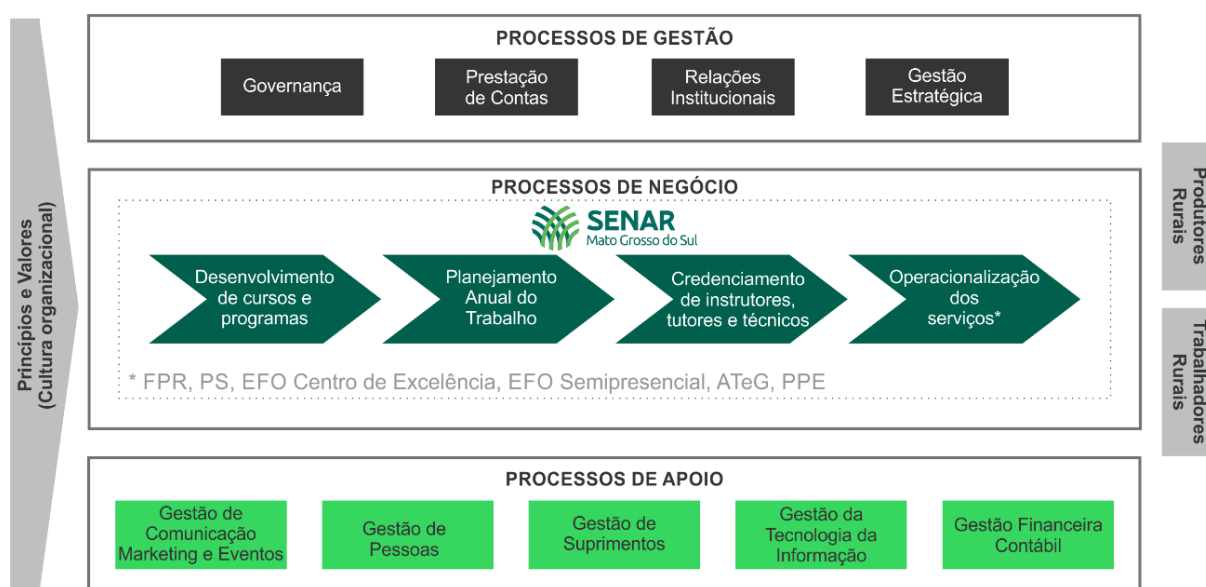 Princípios e Valores
(Cultura organizacional)
PROCESSOS DE GESTÃO
Governança
Prestação
de Contas
Relações
Institucionais
Gestão
Estratégica
PROCESSOS DE NEGÓCIO
SENAR
Mato Grosso do Sul
Desenvolvimento
de cursos e
programas
Planejamento
Anual do
Trabalho
Credenciamento
de instrutores,
tutores e técnicos
Operacionalização
dos
serviços*
* FPR, PS, EFO Centro de Excelência, EFO Semipresencial, ATeG, PPE
PROCESSOS DE APOIO
Gestão de
Comunicação
Marketing e Eventos
Gestão de
Pessoas
Gestão de
Suprimentos
Gestão da
Tecnologia da
Informação
Gestão Financeira
Contábil
Produtores
Rurais
Trabalhadores
Rurais